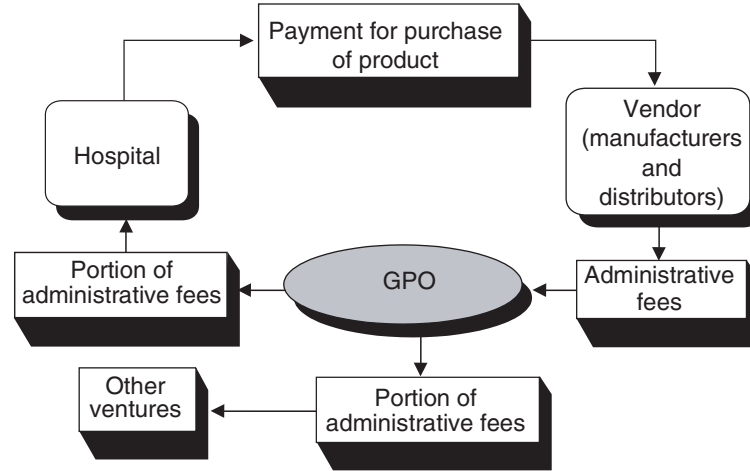 Payment for purchase
of product
Hospital
Vendor
(manufacturers
and
distributors)
Portion of
administrative fees
GPO
Administrative
fees
Other
ventures
Portion of
administrative fees